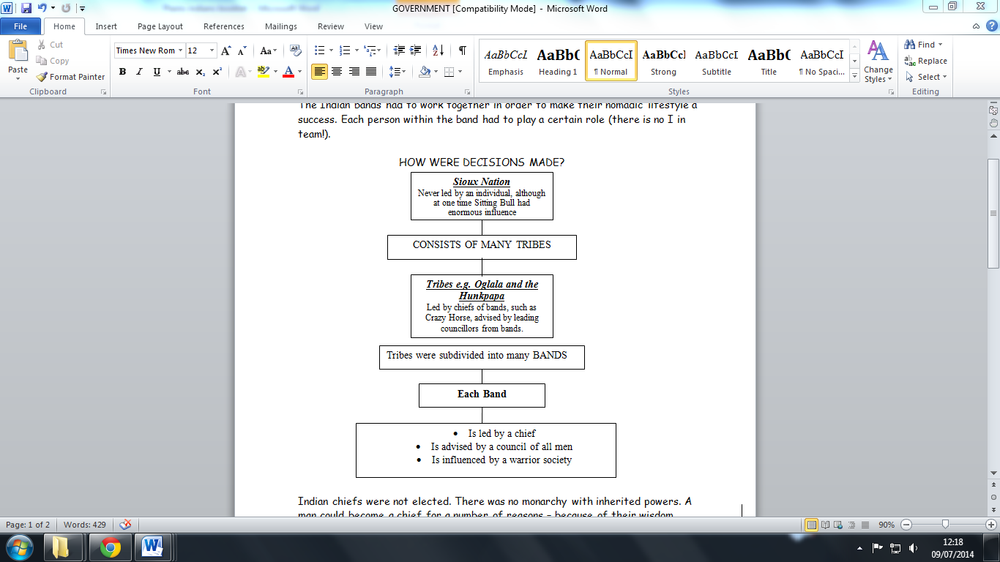 GOVERNMENT [Compatibility Mode] - Microsoft Word
File Home Insert Page Layout References Mailings Review View
Paste
Cut
Copy
Format Painter
Clipboard
Times New Rom 12
Font
Paragraph
AaBbCcI AaBbC AaBbCcI AaBbCcI AaBbCcI AaBbC AaBbCcI
Emphasis Heading 1 ¶ Normal Strong Subtitle Title ¶ No Spaci...
Styles
Change Styles
Find
Replace
Select
Editing
The Indian bands had to work together in order to make their nomadic lifestyle a
success. Each person within the band had to play a certain role (there is no I in
team!).
HOW WERE DECISIONS MADE?
Sioux Nation
Never led by an individual, although
at one time Sitting Bull had
enormous influence
CONSISTS OF MANY TRIBES
Tribes e.g. Oglala and the
Hunkpapa
Led by chiefs of bands, such as
Crazy Horse, advised by leading
councillors from bands.
Tribes were subdivided into many BANDS
Each Band
• Is led by a chief
• Is advised by a council of all men
• Is influenced by a warrior society
Indian chiefs were not elected. There was no monarchy with inherited powers. A
man could become a chief for a number of reasons – because of their wisdom,
Page: 1 of 2 Words: 429 90%
12:18
09/07/2014